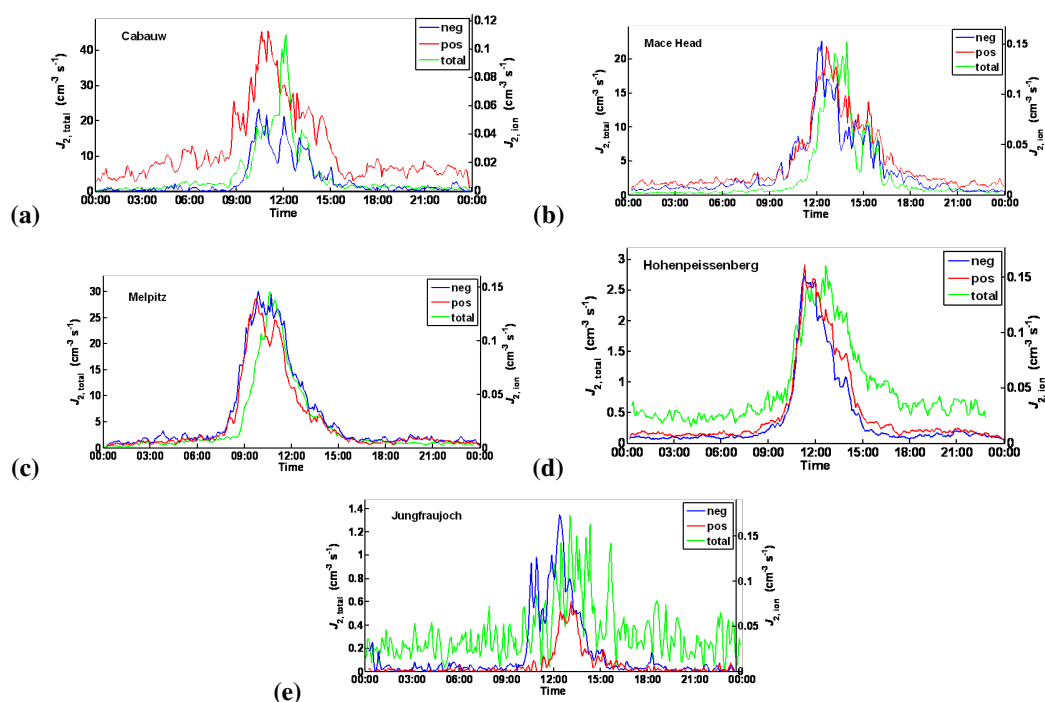 Cabauw
neg
pos
total
J2, total (cm-3 s-1)
J2, ion (cm-3 s-1)
40
30
20
10
0
0.12
0.1
0.08
0.06
0.04
0.02
0
00:00 03:00 06:00 09:00 12:00 15:00 18:00 21:00 00:00
Time
(a)
Mace Head
neg
pos
total
J2, total (cm-3 s-1)
J2, ion (cm-3 s-1)
20
15
10
5
0
0.15
0.1
0.05
0
00:00 03:00 06:00 09:00 12:00 15:00 18:00 21:00 00:00
Time
(b)
Melpitz
neg
pos
total
J2, total (cm-3 s-1)
J2, ion (cm-3 s-1)
30
25
20
15
10
5
0
0.15
0.1
0.05
0
00:00 03:00 06:00 09:00 12:00 15:00 18:00 21:00 00:00
Time
(c)
Hohenpeissenberg
neg
pos
total
J2, total (cm-3 s-1)
J2, ion (cm-3 s-1)
3
2.5
2
1.5
1
0.5
0
0.15
0.1
0.05
0
00:00 03:00 06:00 09:00 12:00 15:00 18:00 21:00 00:00
Time
(d)
Jungfraujoch
neg
pos
total
J2, total (cm-3 s-1)
J2, ion (cm-3 s-1)
1.4
1.2
1
0.8
0.6
0.4
0.2
0
0.15
0.1
0.05
0
00:00 03:00 06:00 09:00 12:00 15:00 18:00 21:00 00:00
Time
(e)